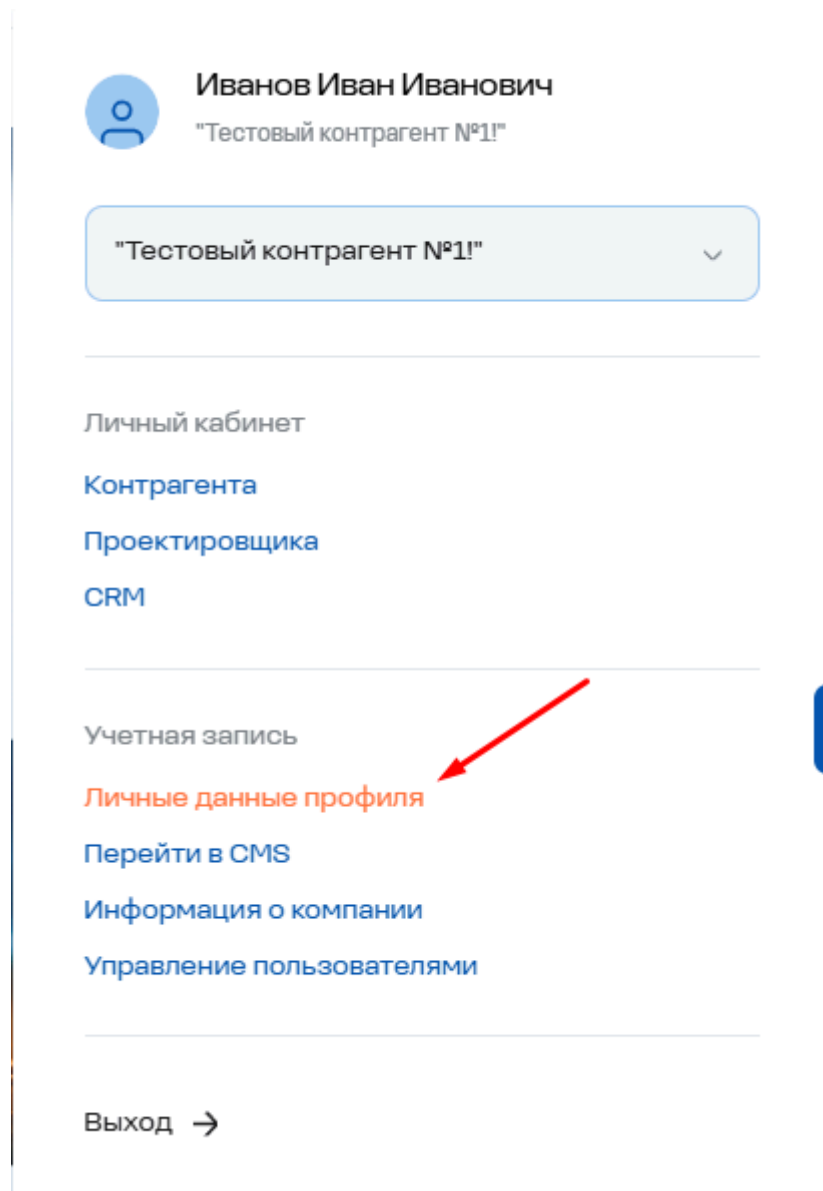 Иванов Иван Иванович
"Тестовый контрагент №1!"
"Тестовый контрагент №1!"
Личный кабинет
Контрагента
Проектировщика
CRM
Учетная запись
Личные данные профиля
Перейти в CMS
Информация о компании
Управление пользователями
Выход